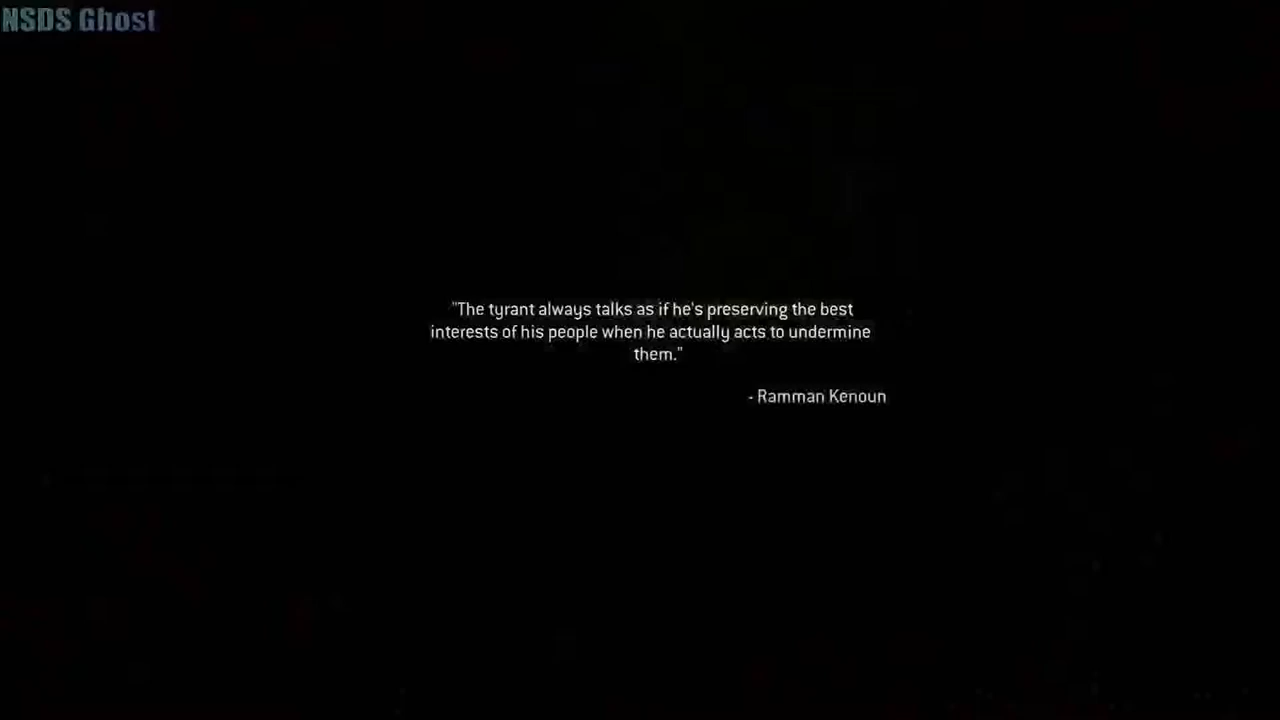 NSDS Ghost
"The tyrant always talks as if he's preserving the best
interests of his people when he actually acts to undermine
them."
- Ramman Kenoun